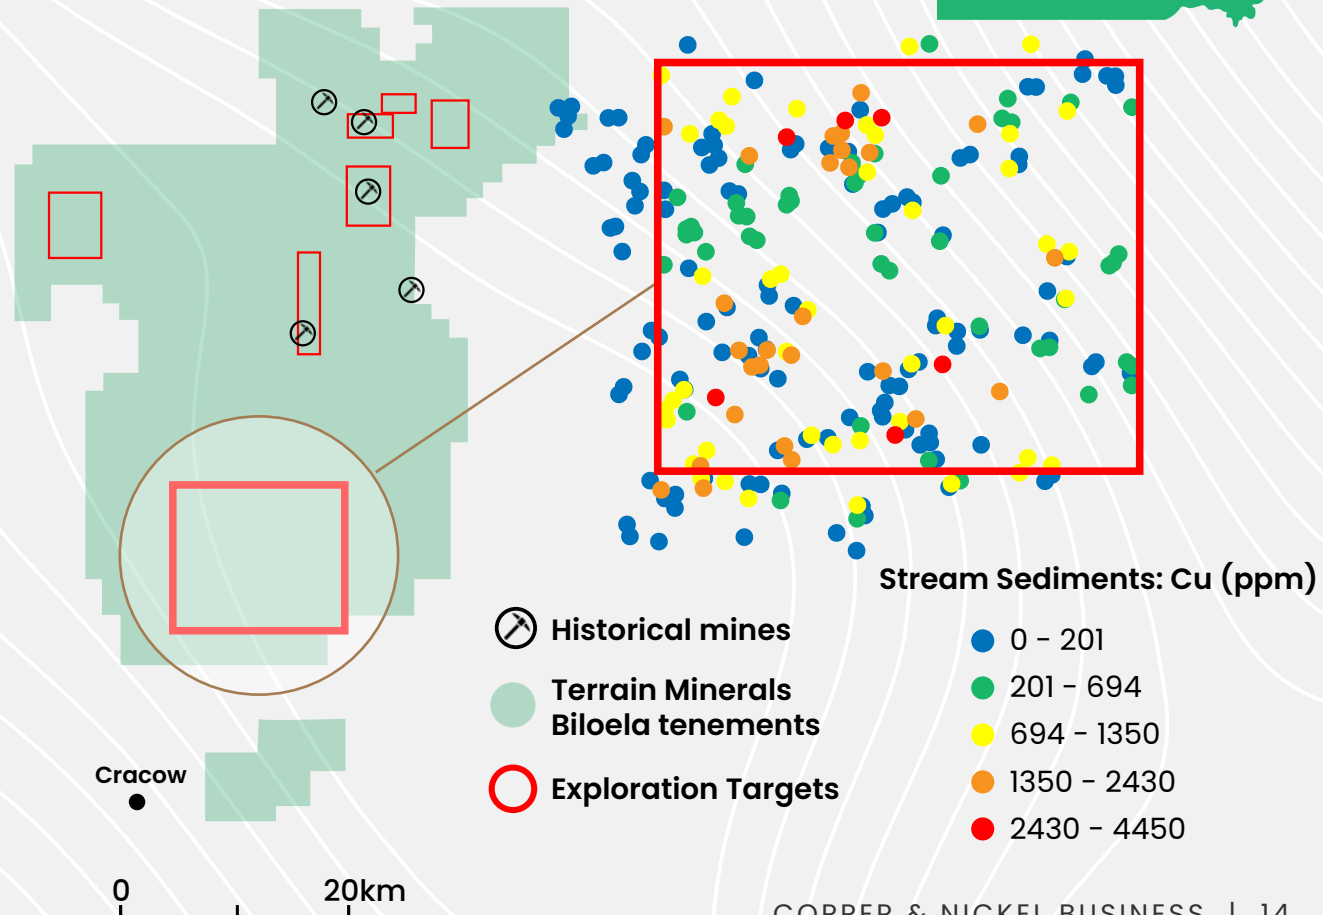 Stream Sediments: Cu (ppm)
0 - 201
201 - 694
694 - 1350
1350 - 2430
2430 - 4450
Historical mines
Terrain Minerals
Biloela tenements
Exploration Targets
Cracow
0
20km
COPPER & NICKEL BUSINESS | 14